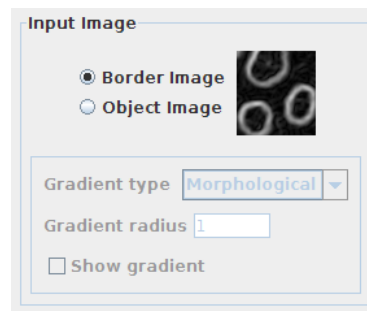 Input Image
Border Image
Object Image
Gradient type Morphological
Gradient radius 1
Show gradient